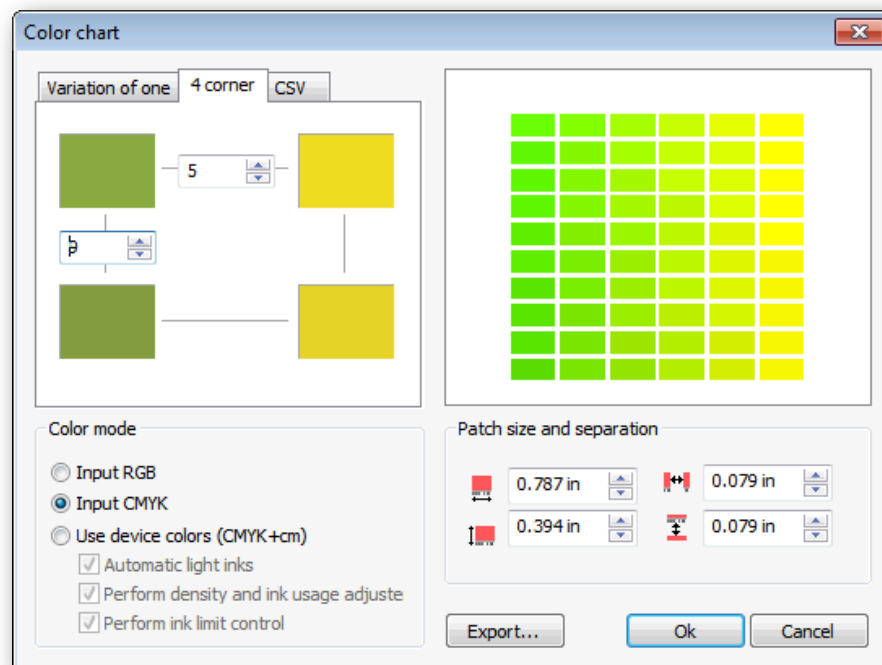 Color chart
Variation of one
4 corner
CSV
5
Color mode
Input RGB
Input CMYK
Use device colors (CMYK+cm)
Automatic light inks
Perform density and ink usage adjuste
Perform ink limit control
Patch size and separation
0.787 in
0.079 in
0.394 in
0.079 in
Export...
Ok
Cancel